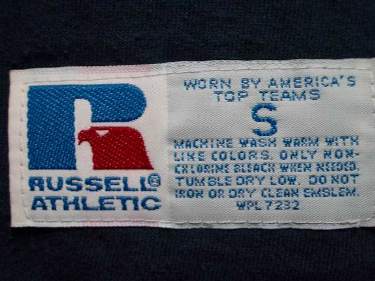 RUSSELL®
ATHLETIC
WORN BY AMERICA'S
TOP TEAMS
S
MACHINE WASH WARM WITH
LIKE COLORS. ONLY NON-
CHLORINE BLEACH WHEN NEEDED.
TUMBLE DRY LOW. DO NOT
IRON OR DRY CLEAN EMBLEM.
WPL 7232